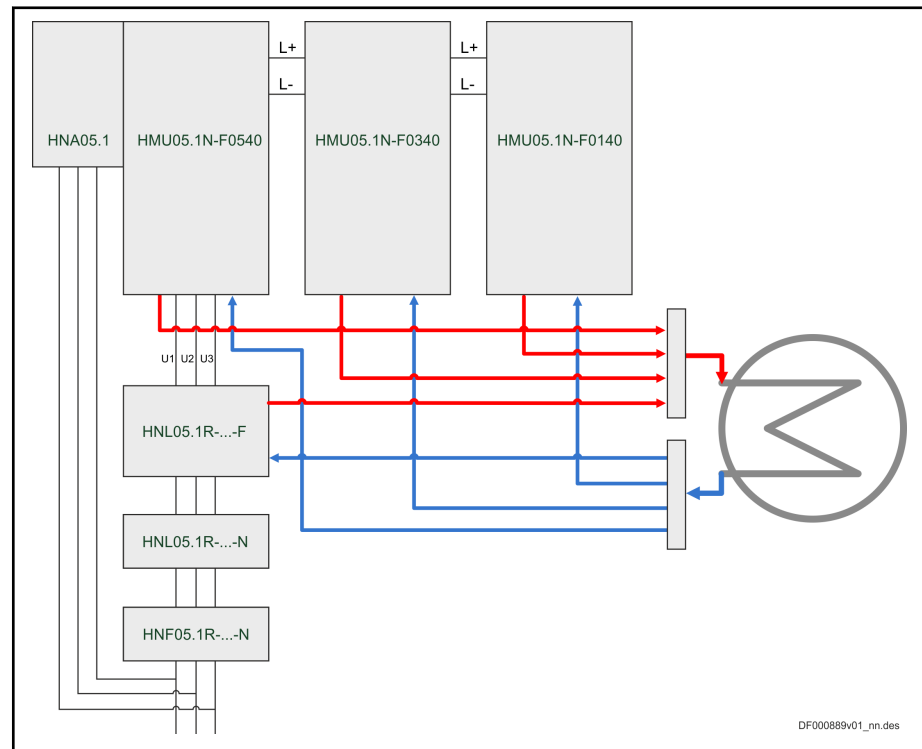 L+
L+
L-
L-
HNA05.1
HMU05.1N-F0540
HMU05.1N-F0340
HMU05.1N-F0140
U1
U2
U3
HNL05.1R-...-F
HNL05.1R-...-N
HNF05.1R-...-N
DF000889v01_nn.des